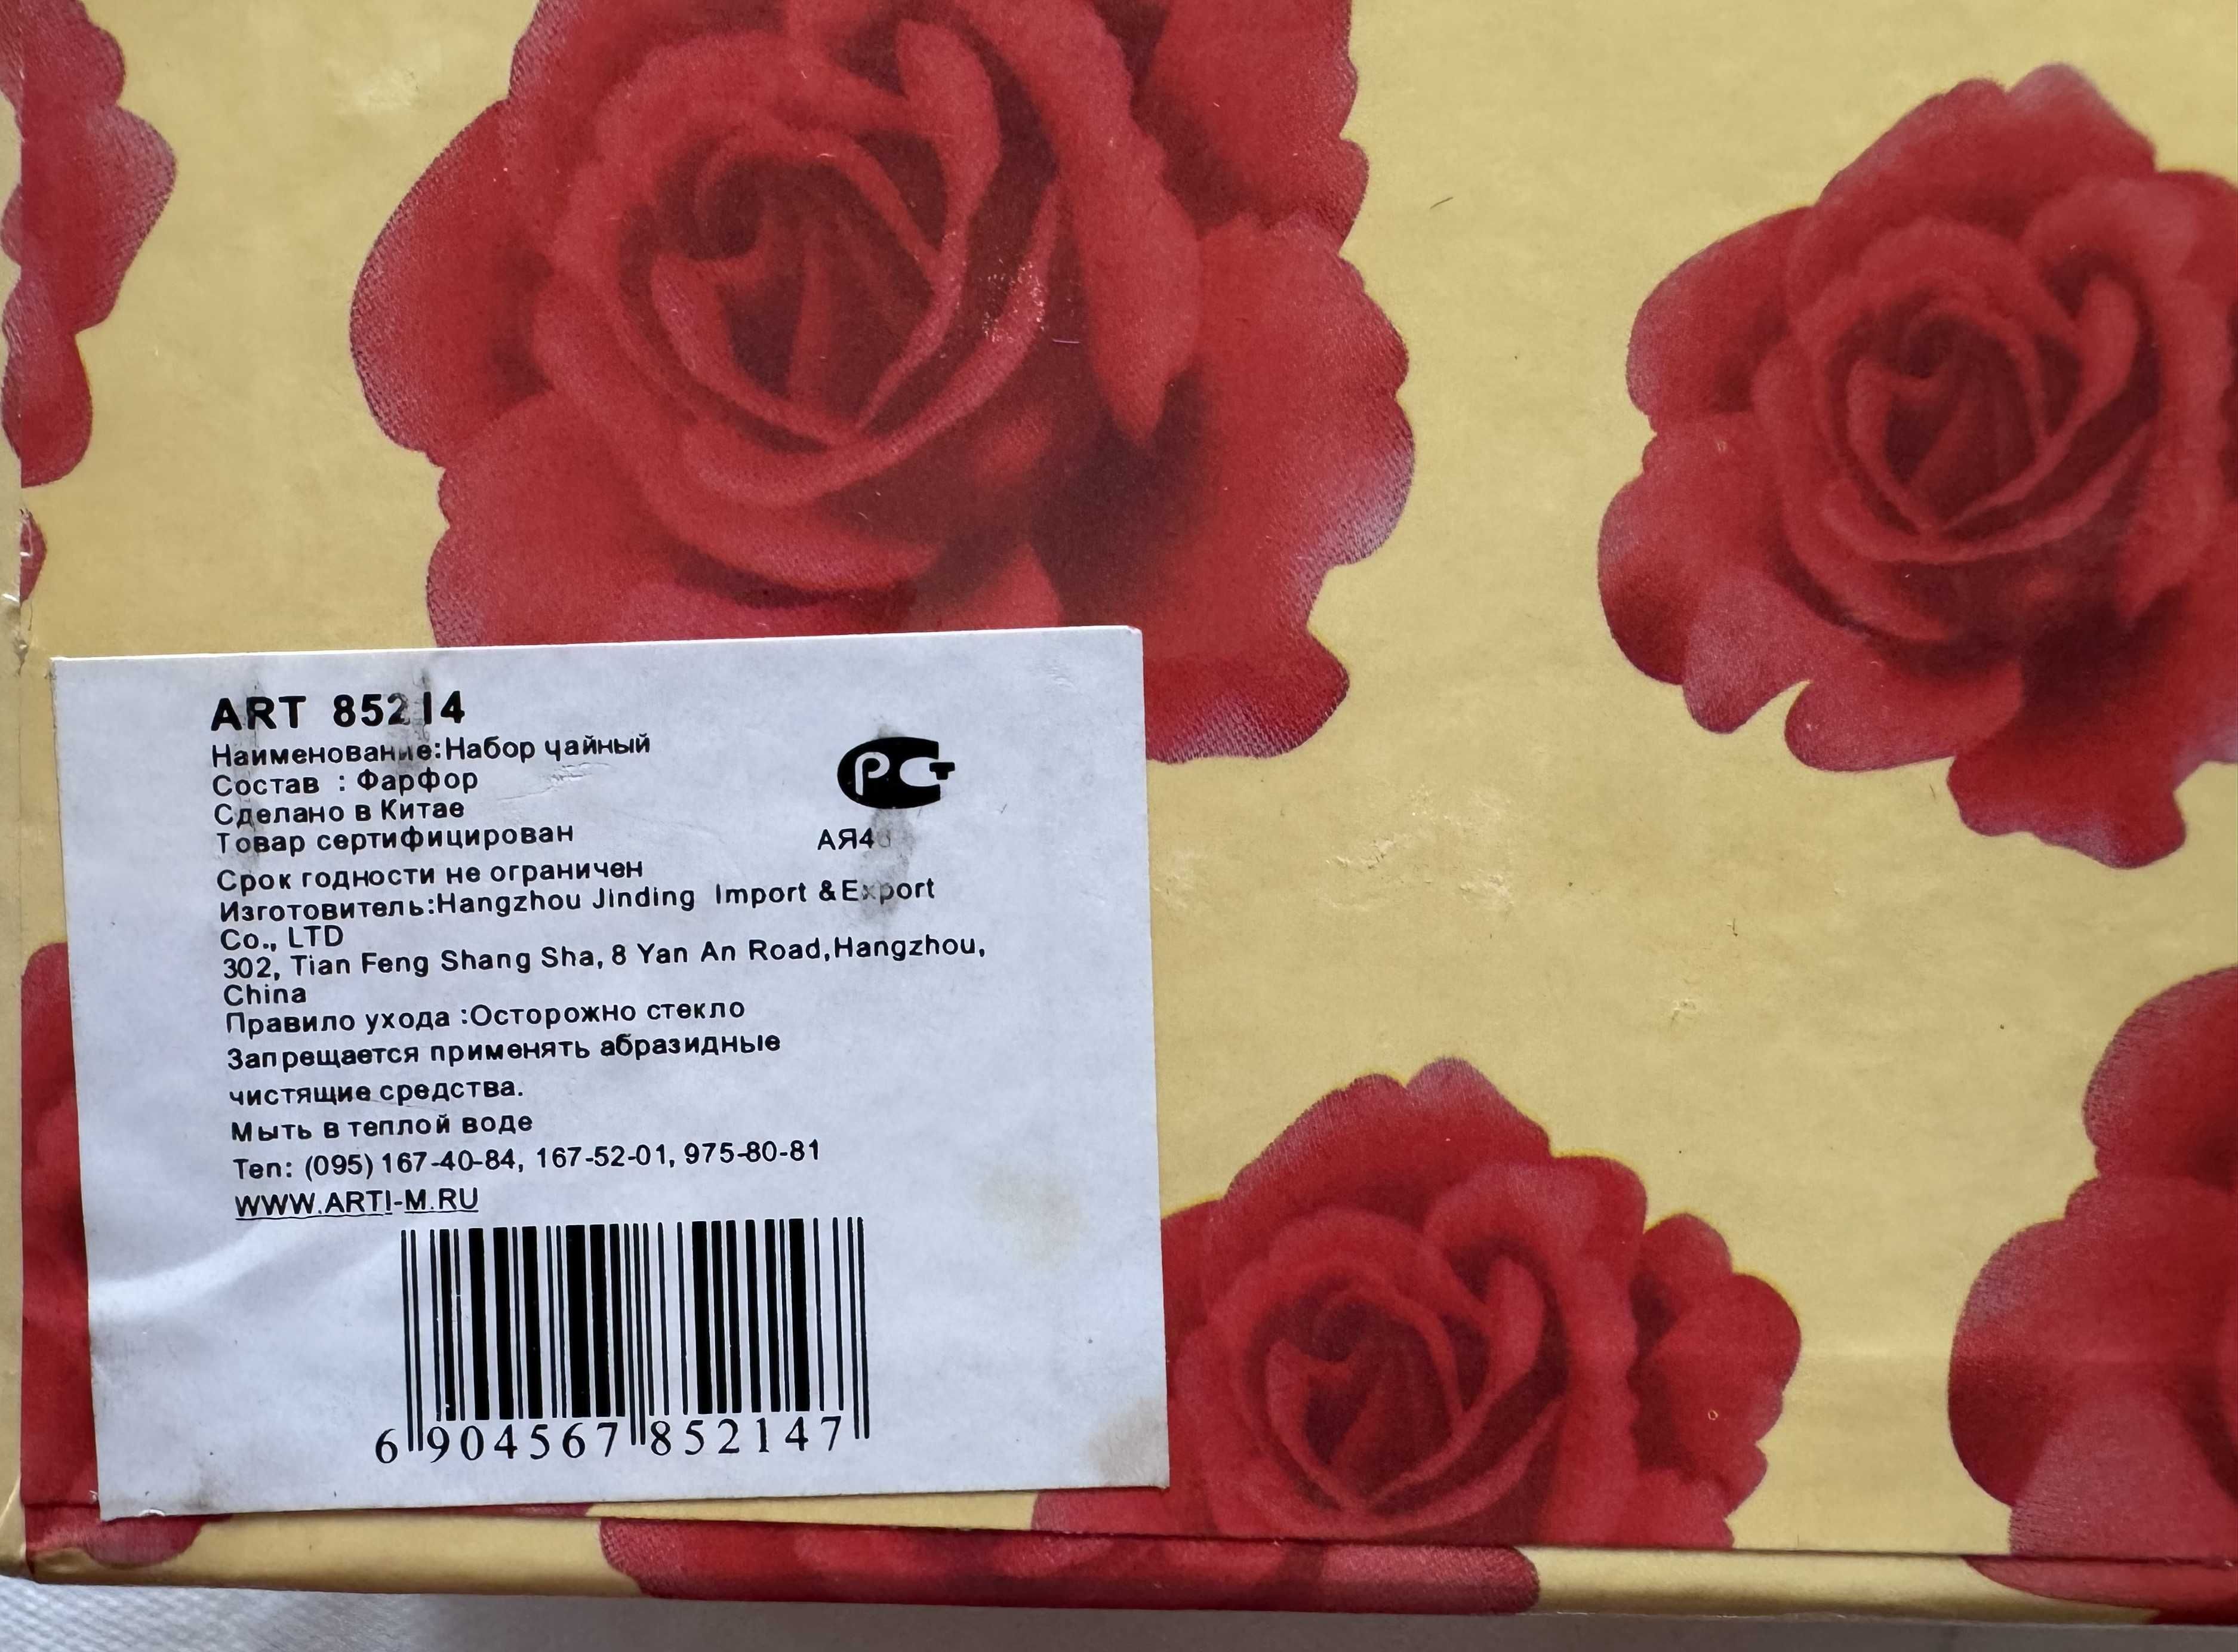 ART 85214
Наименование:Набор чайный
Состав : Фарфор
Сделано в Китае
Товар сертифицирован
РСТ
Срок годности не ограничен
Изготовитель:Hangzhou Jinding Import &Export
Co., LTD
302, Tian Feng Shang Sha, 8 Yan An Road,Hangzhou,
China
Правило ухода :Осторожно стекло
Запрещается применять абразидные
чистящие средства.
Мыть в теплой воде
Теп: (095) 167-40-84, 167-52-01, 975-80-81
WWW.ARTI-M.RU
6 904567 852147